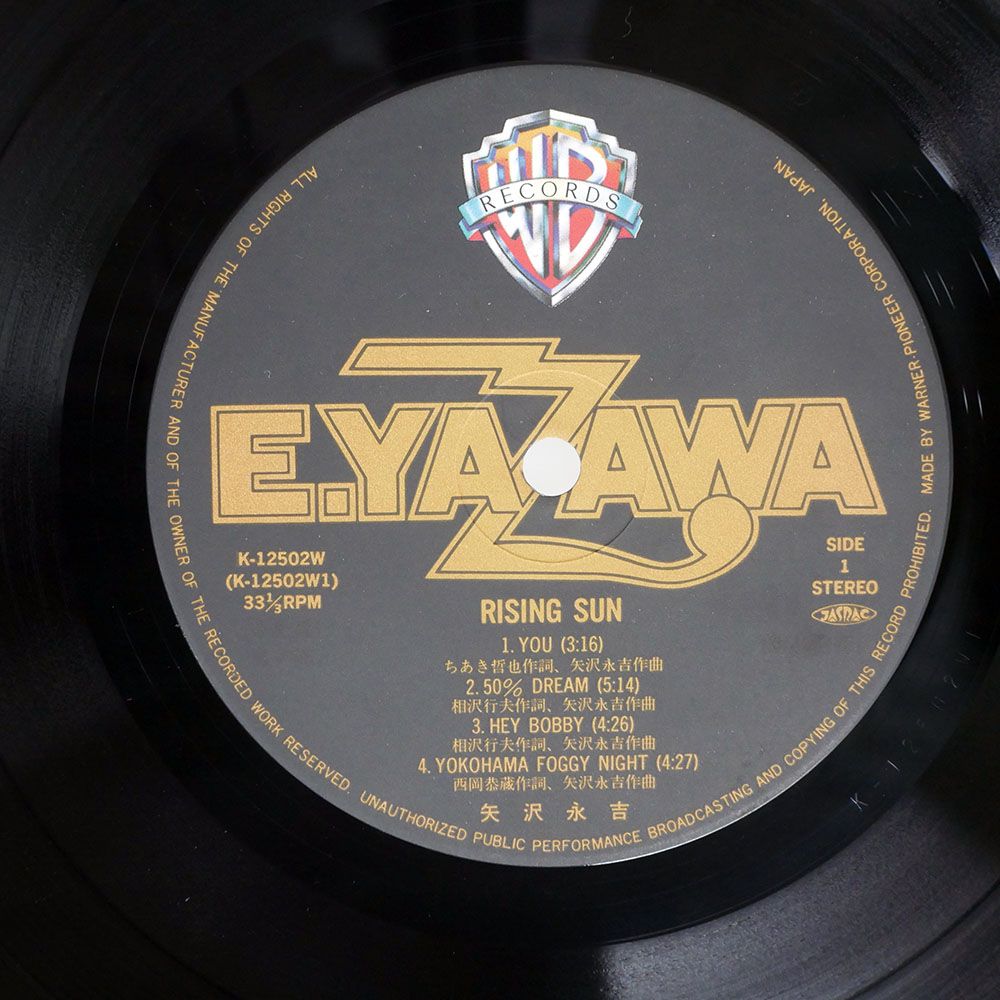 WB
RECORDS
E.YAZAWA
K-12502W
(K-12502W1)
33⅓RPM
SIDE
1
STEREO
JASRAC
RISING SUN
1. YOU (3:16)
ちあき哲也作詞、矢沢永吉作曲
2. 50% DREAM (5:14)
相沢行夫作詞、矢沢永吉作曲
3. HEY BOBBY (4:26)
相沢行夫作詞、矢沢永吉作曲
4. YOKOHAMA FOGGY NIGHT (4:27)
西岡恭蔵作詞、矢沢永吉作曲
矢沢永吉
ALL RIGHTS OF THE MANUFACTURER AND OF THE OWNER OF THE RECORDED WORK RESERVED. UNAUTHORIZED PUBLIC PERFORMANCE BROADCASTING AND COPYING OF THIS RECORD PROHIBITED. MADE BY WARNER-PIONEER CORPORATION, JAPAN.